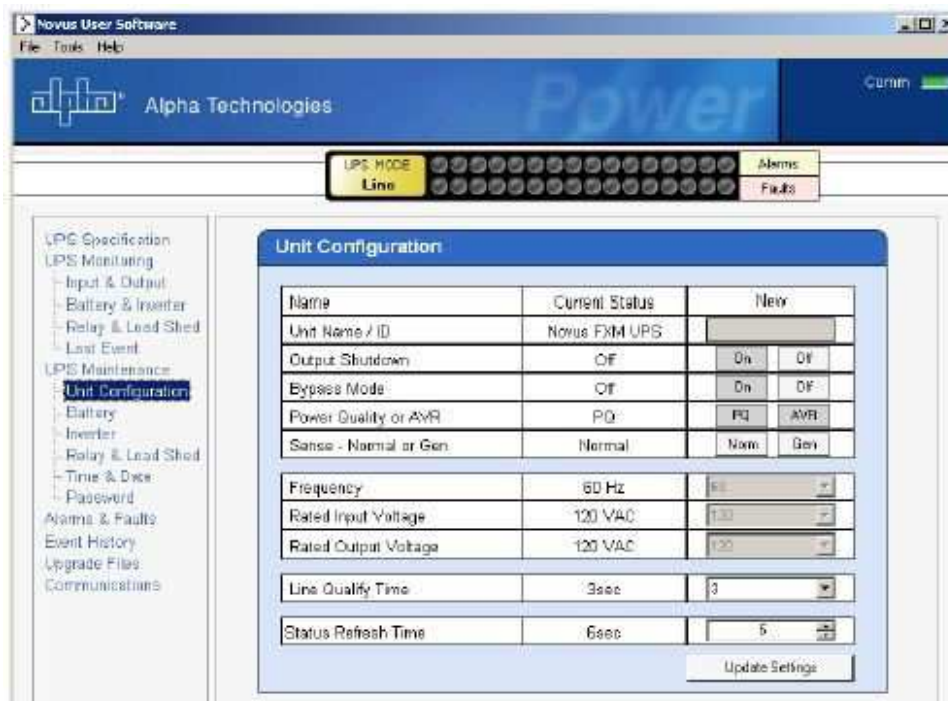 Novus User Software
File Tools Help
alpha® Alpha Technologies
Power
Comm
UPS MODE
Line
Alarms
Faults
UPS Specification
UPS Monitoring
Input & Output
Battery & Inverter
Relay & Load Shed
Last Event
UPS Maintenance
Unit Configuration
Battery
Inverter
Relay & Load Shed
Time & Date
Password
Alarms & Faults
Event History
Upgrade Files
Communications
Unit Configuration
Name Current Status New
Unit Name / ID Novus FXM UPS
Output Shutdown Off On Off
Bypass Mode Off On Off
Power Quality or AVR PQ PQ AVR
Sense - Normal or Gen Normal Norm Gen
Frequency 60 Hz 60
Rated Input Voltage 120 VAC 120
Rated Output Voltage 120 VAC 120
Line Qualify Time 3sec 3
Status Refresh Time 6sec
Update Settings